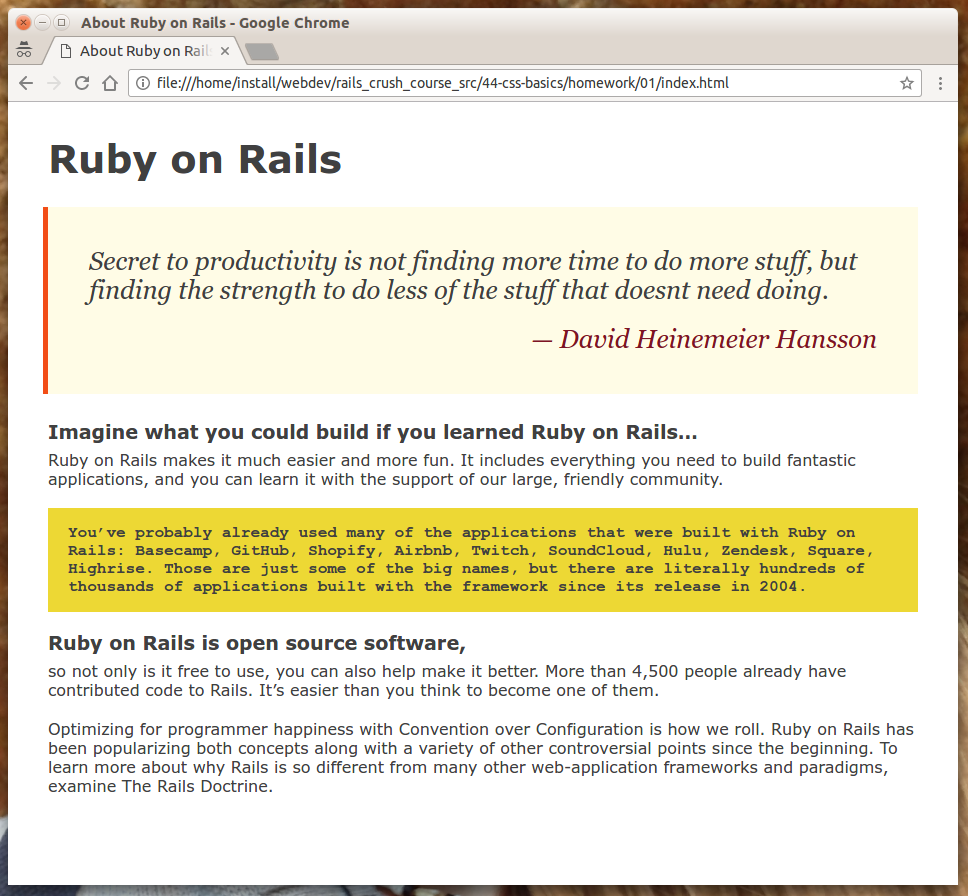 About Ruby on Rails - Google Chrome
About Ruby on Rails
file:///home/install/webdev/rails_crush_course_src/44-css-basics/homework/01/index.html
Ruby on Rails
Secret to productivity is not finding more time to do more stuff, but
finding the strength to do less of the stuff that doesnt need doing.
— David Heinemeier Hansson
Imagine what you could build if you learned Ruby on Rails…
Ruby on Rails makes it much easier and more fun. It includes everything you need to build fantastic
applications, and you can learn it with the support of our large, friendly community.
You’ve probably already used many of the applications that were built with Ruby on
Rails: Basecamp, GitHub, Shopify, Airbnb, Twitch, SoundCloud, Hulu, Zendesk, Square,
Highrise. Those are just some of the big names, but there are literally hundreds of
thousands of applications built with the framework since its release in 2004.
Ruby on Rails is open source software,
so not only is it free to use, you can also help make it better. More than 4,500 people already have
contributed code to Rails. It’s easier than you think to become one of them.
Optimizing for programmer happiness with Convention over Configuration is how we roll. Ruby on Rails has
been popularizing both concepts along with a variety of other controversial points since the beginning. To
learn more about why Rails is so different from many other web-application frameworks and paradigms,
examine The Rails Doctrine.